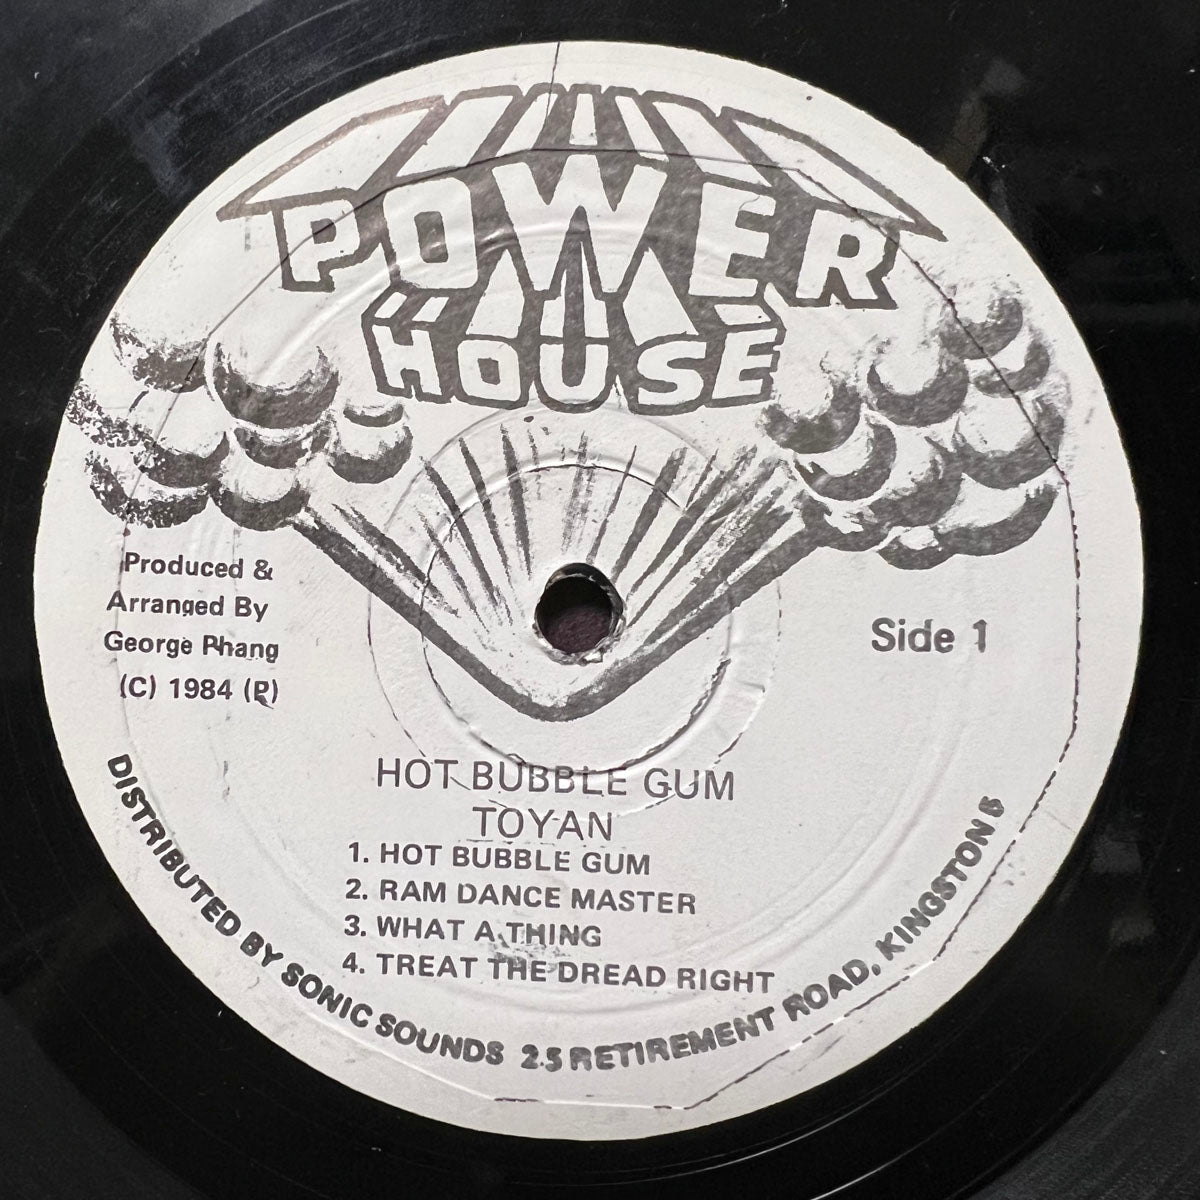 POWER
HOUSE
Produced &
Arranged By
George Phang
(C) 1984 (P)
Side 1
HOT BUBBLE GUM
TOYAN
1. HOT BUBBLE GUM
2. RAM DANCE MASTER
3. WHAT A THING
4. TREAT THE DREAD RIGHT
DISTRIBUTED BY SONIC SOUNDS 25 RETIREMENT ROAD, KINGSTON 5